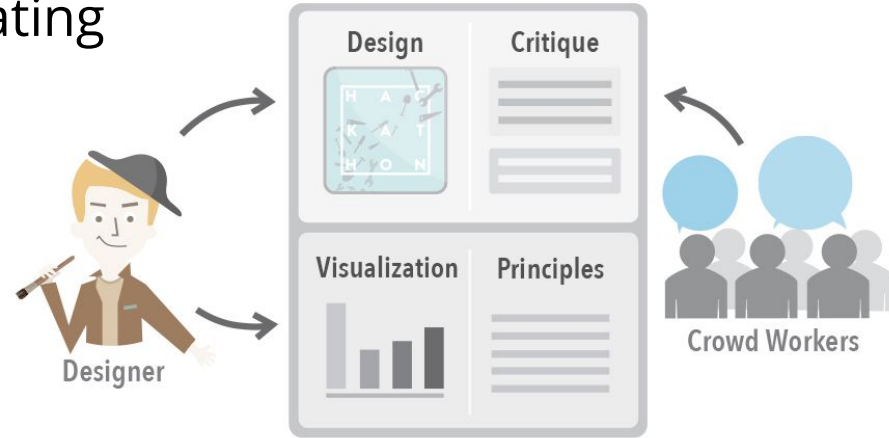 ating
Design
Critique
H A C
K A T
H O N
Visualization
Principles
Designer
Crowd Workers